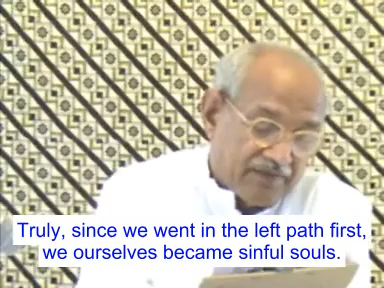 Truly, since we went in the left path first,
we ourselves became sinful souls.